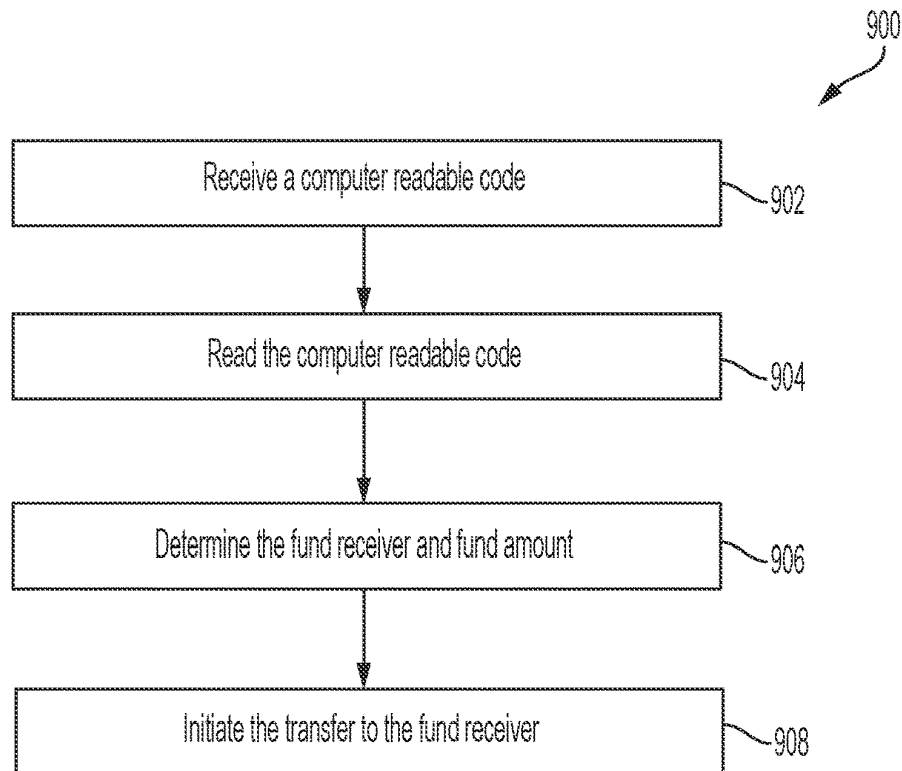 900
Receive a computer readable code
902
Read the computer readable code
904
Determine the fund receiver and fund amount
906
Initiate the transfer to the fund receiver
908